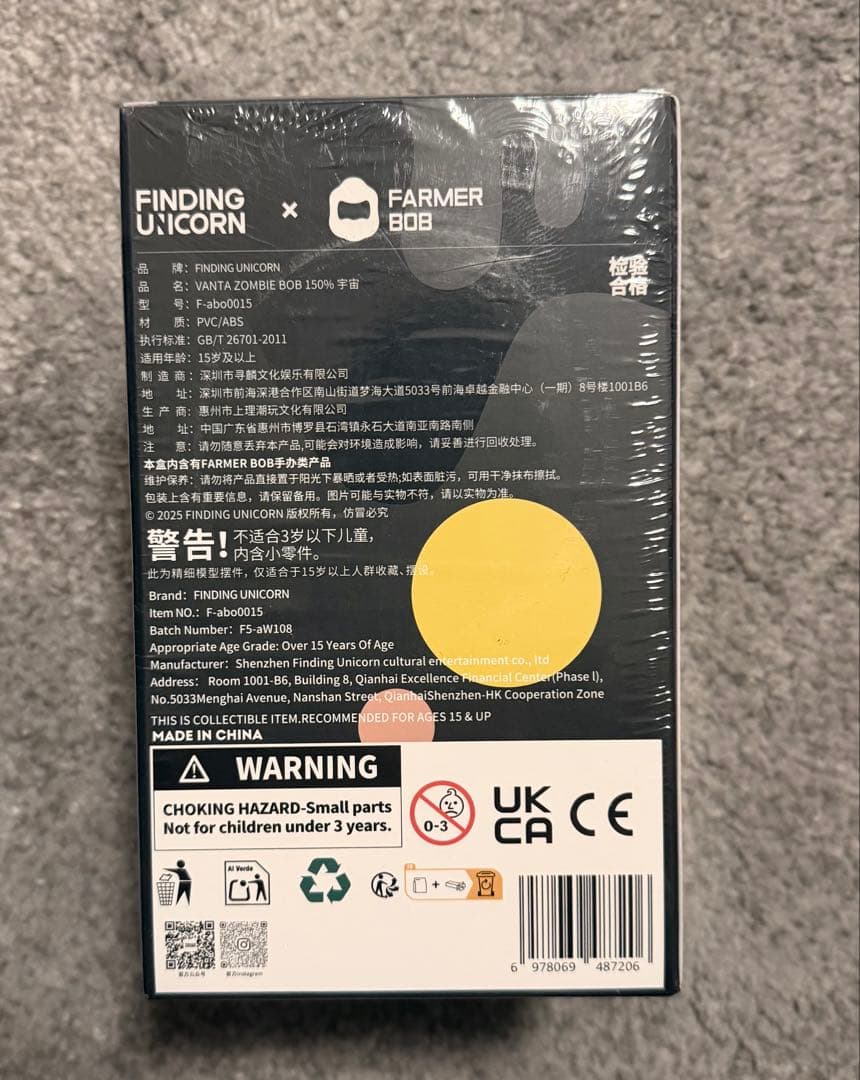 FINDING UNICORN × FARMER BOB
检验合格
品 牌：FINDING UNICORN
品 名：VANTA ZOMBIE BOB 150% 宇宙
型 号：F-abo0015
材 质：PVC/ABS
执行标准：GB/T 26701-2011
适用年龄：15岁及以上
制 造 商：深圳市寻麟文化娱乐有限公司
地 址：深圳市前海深港合作区南山街道梦海大道5033号前海卓越金融中心（一期）8号楼1001B6
生 产 商：惠州市上理潮玩文化有限公司
地 址：中国广东省惠州市博罗县石湾镇永石大道南亚南路南侧
注 意：请勿随意丢弃本产品,可能会对环境造成影响，请妥善进行回收处理。
本盒内含有FARMER BOB手办类产品
维护保养：请勿将产品直接置于阳光下暴晒或者受热;如表面脏污，可用干净抹布擦拭。
包装上含有重要信息，请保留备用。图片可能与实物不符，请以实物为准。
© 2025 FINDING UNICORN 版权所有，仿冒必究
警告! 不适合3岁以下儿童，
内含小零件。
此为精细模型摆件，仅适合于15岁以上人群收藏、摆设。
Brand：FINDING UNICORN
Item NO.：F-abo0015
Batch Number：F5-aW108
Appropriate Age Grade: Over 15 Years Of Age
Manufacturer：Shenzhen Finding Unicorn cultural entertainment co., ltd
Address： Room 1001-B6, Building 8, Qianhai Excellence Financial Center(Phase I),
No.5033Menghai Avenue, Nanshan Street, QianhaiShenzhen-HK Cooperation Zone
THIS IS COLLECTIBLE ITEM.RECOMMENDED FOR AGES 15 & UP
MADE IN CHINA
WARNING
CHOKING HAZARD-Small parts
Not for children under 3 years.
0-3
UK CA CE
Al Verde
6 978069 487206